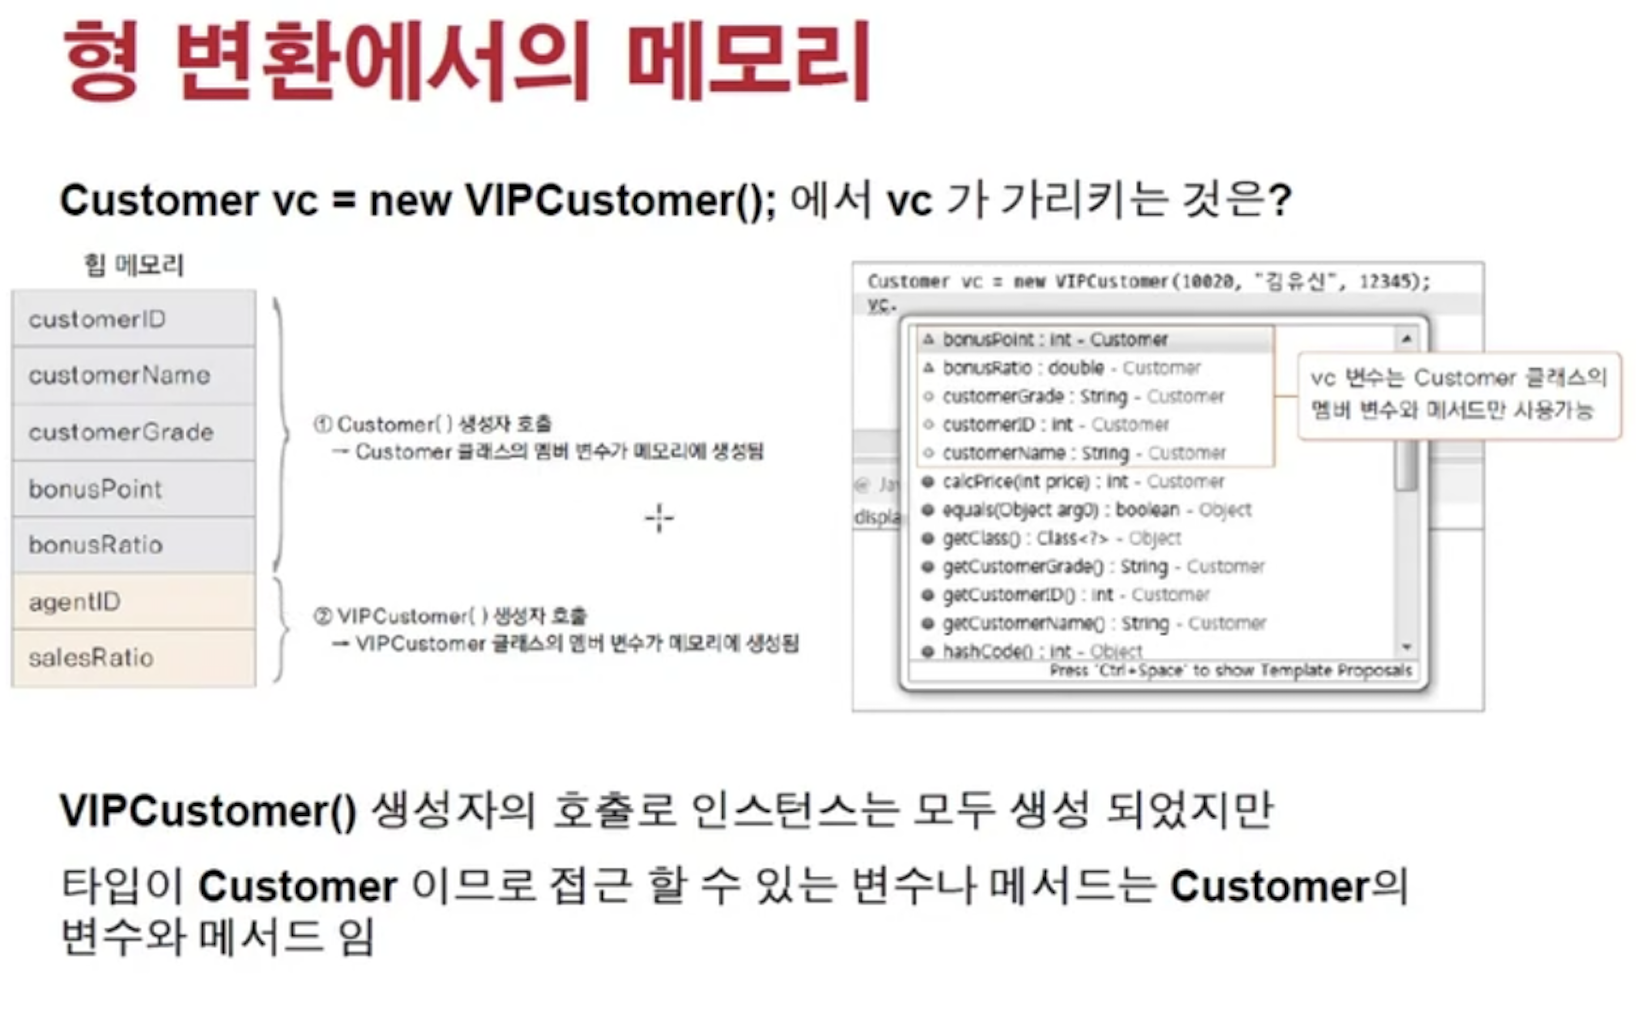 형 변환에서의 메모리
Customer vc = new VIPCustomer(); 에서 vc 가 가리키는 것은?
힙 메모리
customerID
customerName
customerGrade
bonusPoint
bonusRatio
agentID
salesRatio
① Customer( ) 생성자 호출
→ Customer 클래스의 멤버 변수가 메모리에 생성됨
② VIPCustomer( ) 생성자 호출
→ VIPCustomer 클래스의 멤버 변수가 메모리에 생성됨
Customer vc = new VIPCustomer(10020, "김유신", 12345);
vc.
bonusPoint : int - Customer
bonusRatio : double - Customer
customerGrade : String - Customer
customerID : int - Customer
customerName : String - Customer
calcPrice(int price) : int - Customer
equals(Object arg0) : boolean - Object
getClass() : Class<?> - Object
getCustomerGrade() : String - Customer
getCustomerID() : int - Customer
getCustomerName() : String - Customer
hashCode() : int - Object
Press 'Ctrl+Space' to show Template Proposals
@ Ja
displa
vc 변수는 Customer 클래스의
멤버 변수와 메서드만 사용가능
VIPCustomer() 생성자의 호출로 인스턴스는 모두 생성 되었지만
타입이 Customer 이므로 접근 할 수 있는 변수나 메서드는 Customer의
변수와 메서드 임